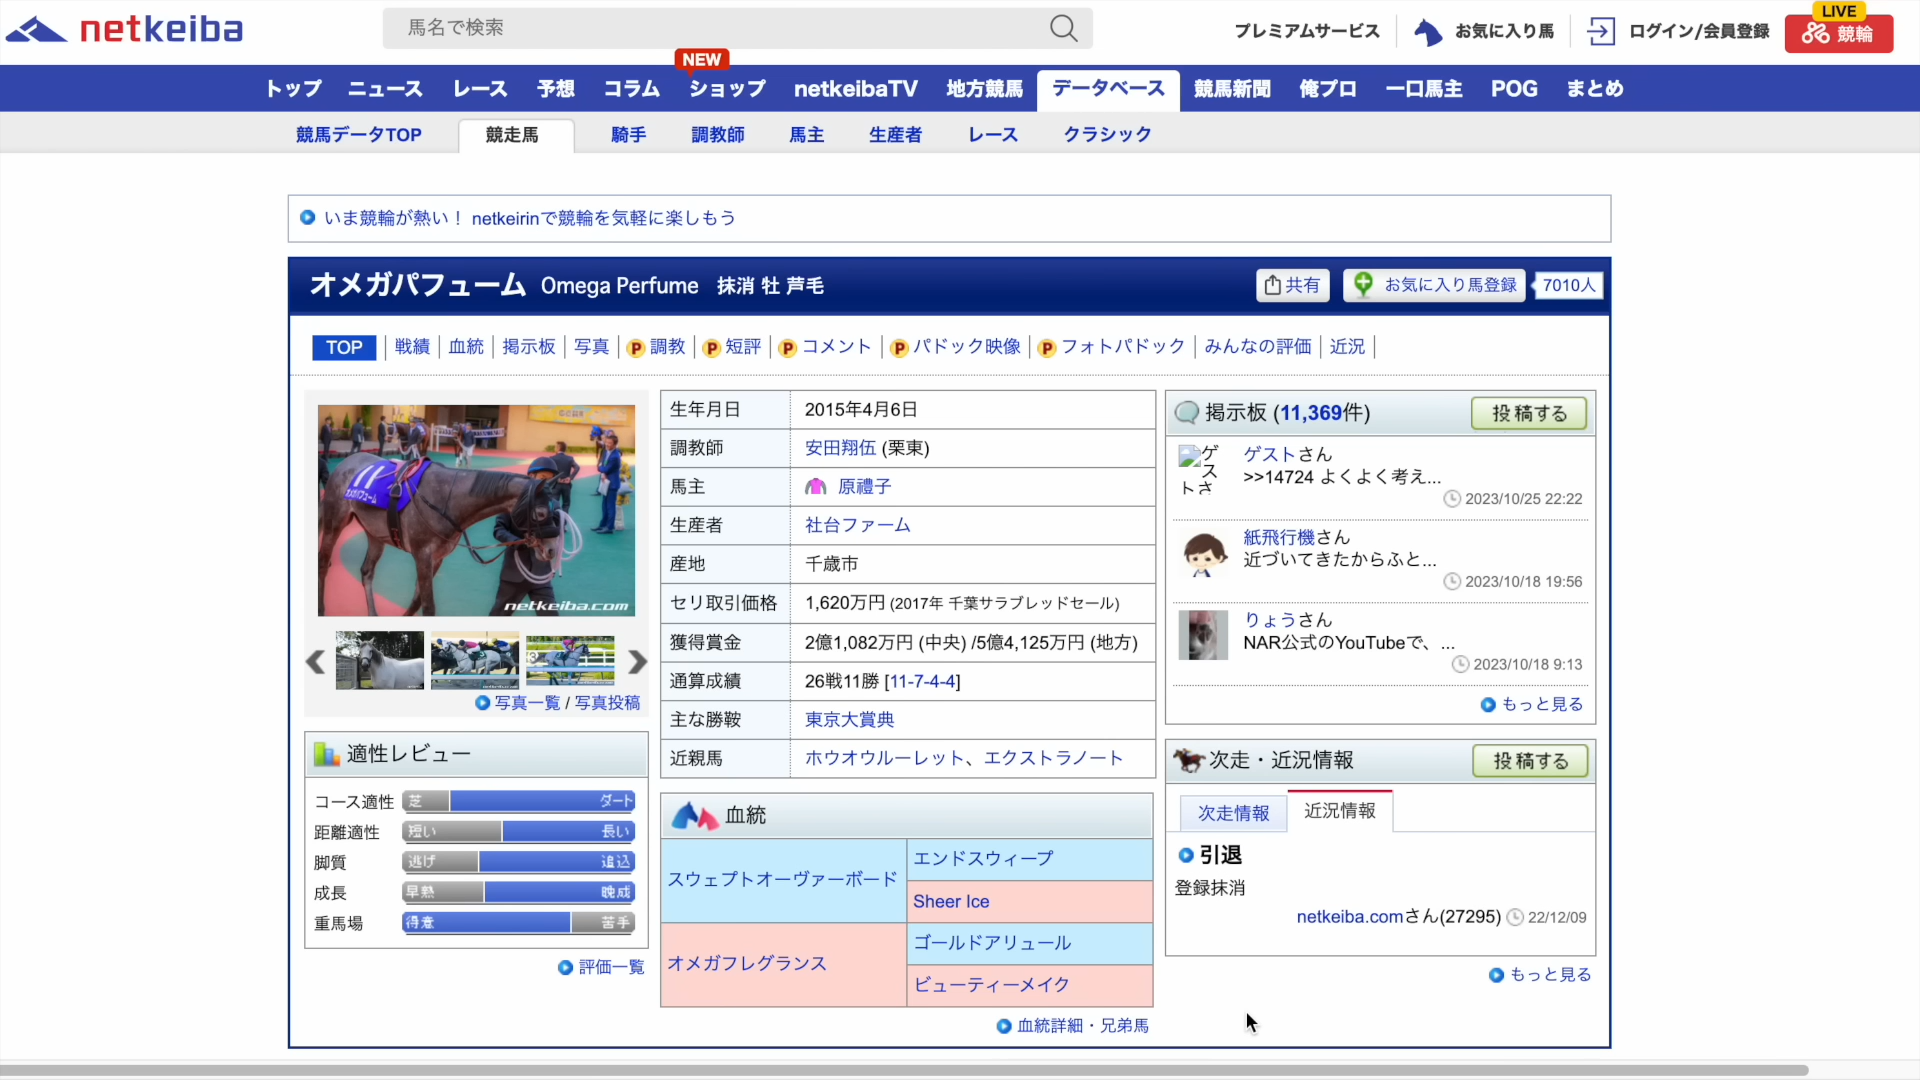 netkeiba
馬名で検索
プレミアムサービス
お気に入り馬
ログイン/会員登録
LIVE
競輪
NEW
トップ ニュース レース 予想 コラム ショップ netkeibaTV 地方競馬 データベース 競馬新聞 俺プロ 一口馬主 POG まとめ
競馬データTOP 競走馬 騎手 調教師 馬主 生産者 レース クラシック
いま競輪が熱い！ netkeirinで競輪を気軽に楽しもう
オメガパフューム Omega Perfume 抹消 牡 芦毛
共有
お気に入り馬登録
7010人
TOP 戦績 血統 掲示板 写真 P 調教 P 短評 P コメント P パドック映像 P フォトパドック みんなの評価 近況
オメガパフューム
netkeiba.com
写真一覧 / 写真投稿
適性レビュー
コース適性 芝 ダート
距離適性 短い 長い
脚質 逃げ 追込
成長 早熟 晩成
重馬場 得意 苦手
評価一覧
生年月日 2015年4月6日
調教師 安田翔伍 (栗東)
馬主 原禮子
生産者 社台ファーム
産地 千歳市
セリ取引価格 1,620万円 (2017年 千葉サラブレッドセール)
獲得賞金 2億1,082万円 (中央) /5億4,125万円 (地方)
通算成績 26戦11勝 [11-7-4-4]
主な勝鞍 東京大賞典
近親馬 ホウオウルーレット、エクストラノート
血統
スウェプトオーヴァーボード
エンドスウィープ
Sheer Ice
オメガフレグランス
ゴールドアリュール
ビューティーメイク
血統詳細・兄弟馬
掲示板 (11,369件)
投稿する
ゲストさ
ゲストさん
>>14724 よくよく考え...
2023/10/25 22:22
紙飛行機さん
近づいてきたからふと...
2023/10/18 19:56
りょうさん
NAR公式のYouTubeで、...
2023/10/18 9:13
もっと見る
次走・近況情報
投稿する
次走情報 近況情報
引退
登録抹消
netkeiba.comさん(27295) 22/12/09
もっと見る